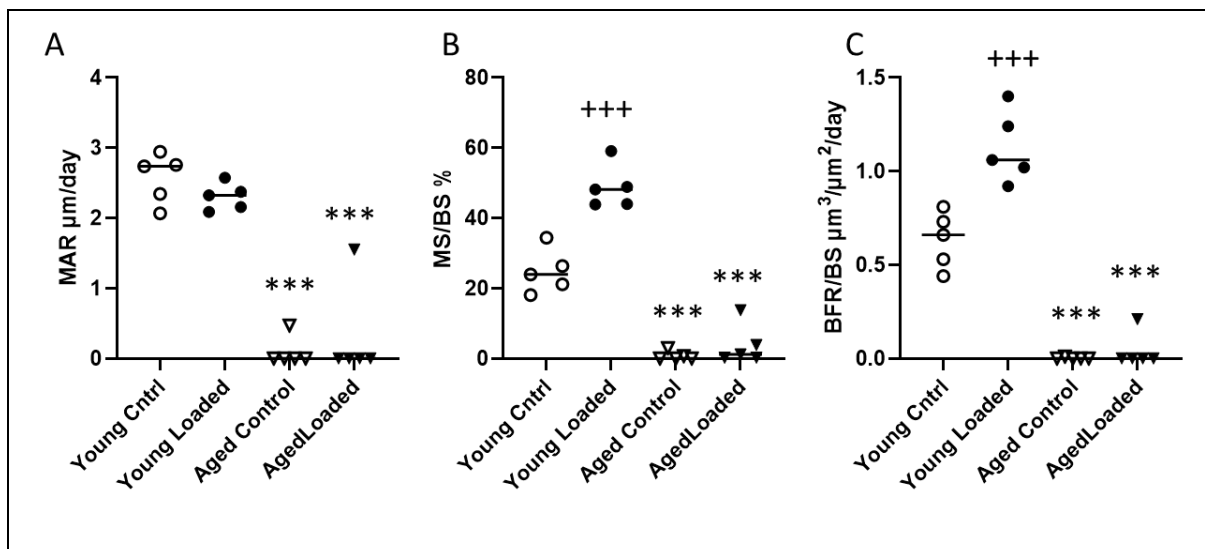 A
MAR µm/day
4
3
2
1
0
***
***
Young Cntrl
Young Loaded
Aged Control
AgedLoaded
B
MS/BS %
80
60
40
20
0
+++
***
***
Young Cntrl
Young Loaded
Aged Control
AgedLoaded
C
BFR/BS µm³/µm²/day
1.5
1.0
0.5
0.0
+++
***
***
Young Cntrl
Young Loaded
Aged Control
AgedLoaded